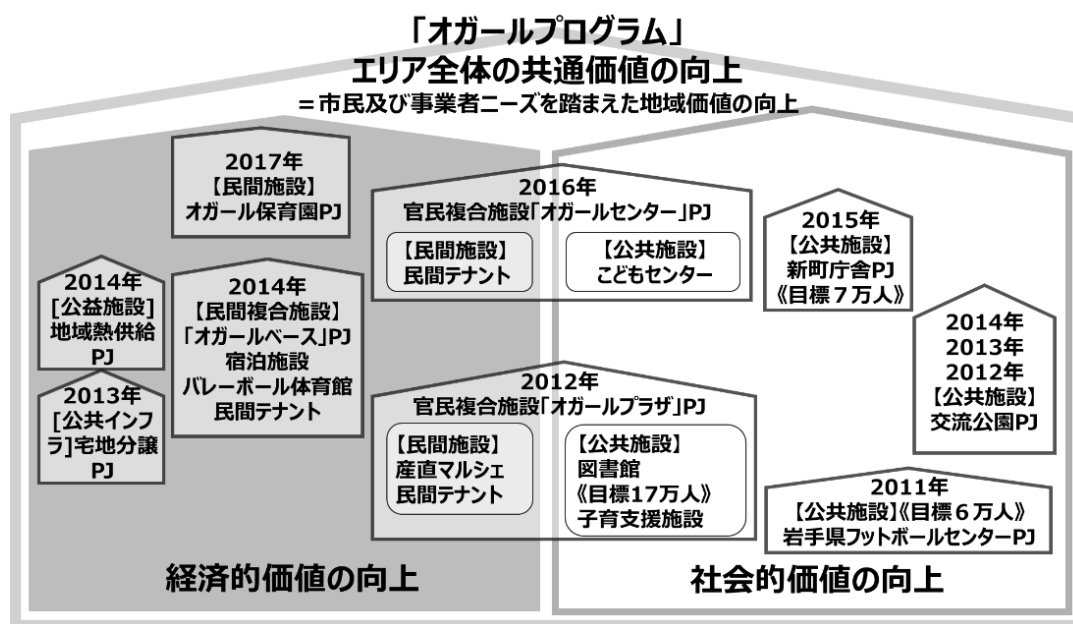 「オガールプログラム」
エリア全体の共通価値の向上
＝市民及び事業者ニーズを踏まえた地域価値の向上
2017年
【民間施設】
オガール保育園PJ
2016年
官民複合施設「オガールセンター」PJ
【民間施設】
民間テナント
【公共施設】
こどもセンター
2015年
【公共施設】
新町庁舎PJ
《目標７万人》
2014年
[公益施設]
地域熱供給
PJ
2014年
【民間複合施設】
「オガールベース」PJ
宿泊施設
バレーボール体育館
民間テナント
2014年
2013年
2012年
【公共施設】
交流公園PJ
2013年
[公共インフ
ラ]宅地分譲
PJ
2012年
官民複合施設「オガールプラザ」PJ
【民間施設】
産直マルシェ
民間テナント
【公共施設】
図書館
《目標17万人》
子育支援施設
2011年
【公共施設】《目標６万人》
岩手県フットボールセンターPJ
経済的価値の向上
社会的価値の向上